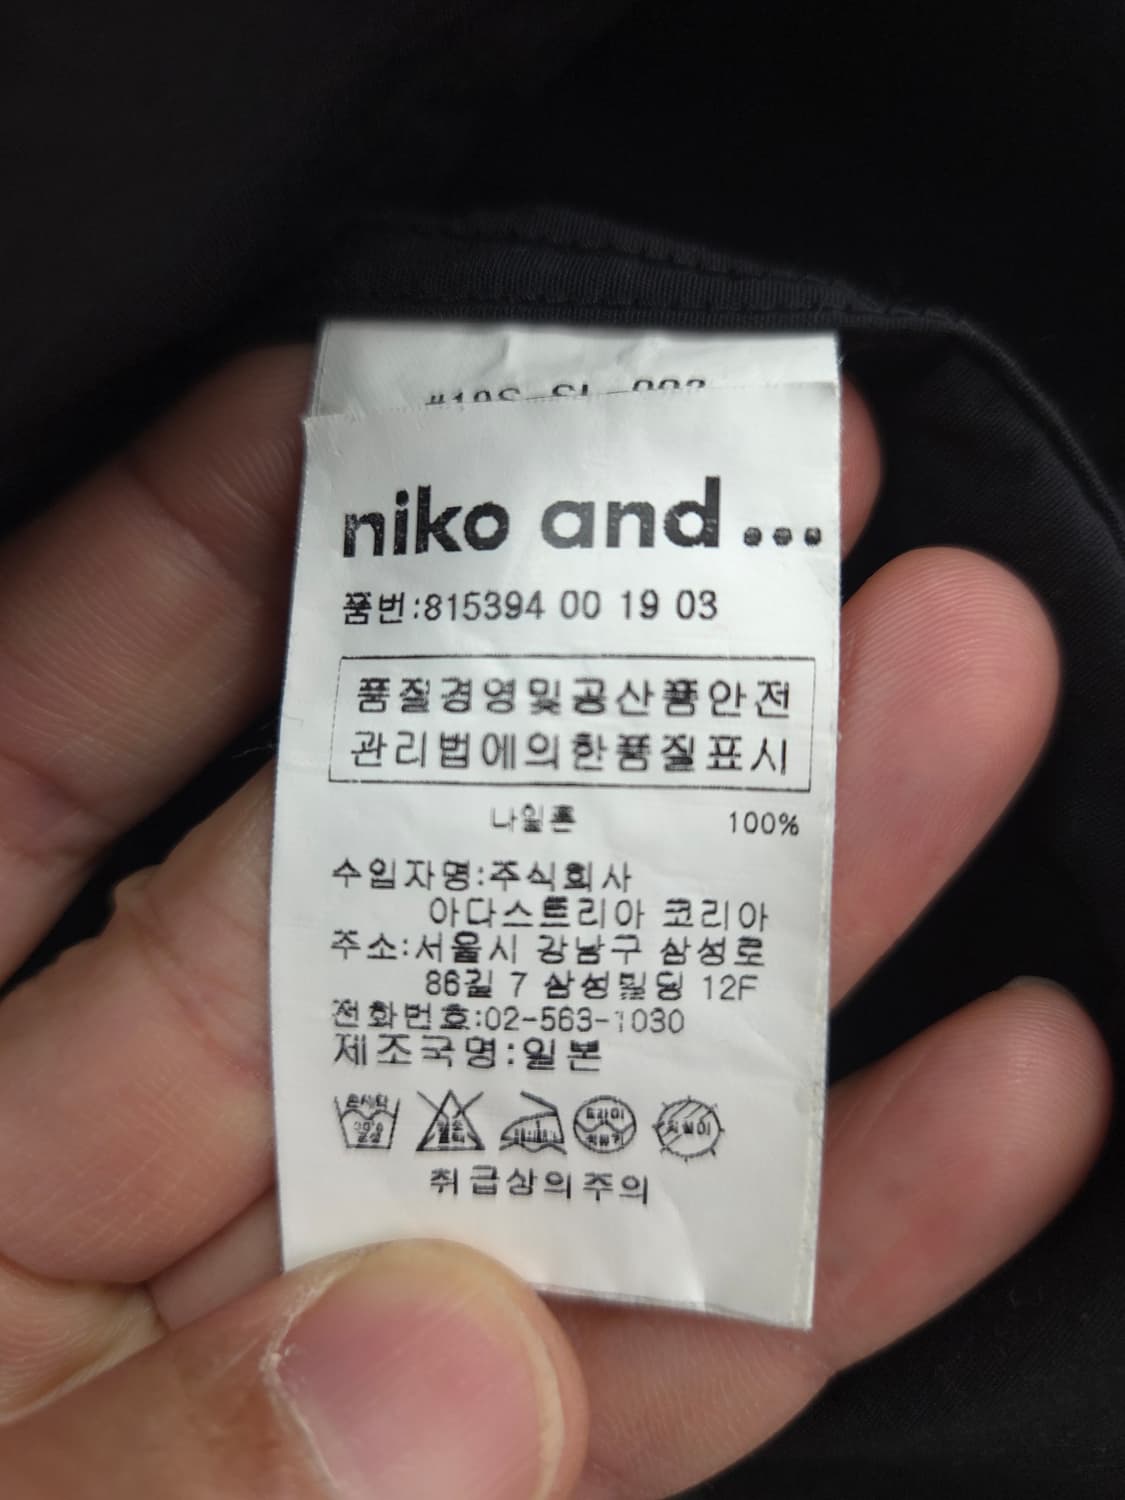 niko and ...
품번:815394 00 19 03
품질경영및공산품안전
관리법에의한품질표시
나일론 100%
수입자명:주식회사
아다스트리아 코리아
주소:서울시 강남구 삼성로
86길 7 삼성빌딩 12F
전화번호:02-563-1030
제조국명:일본
드라이
취급상의주의